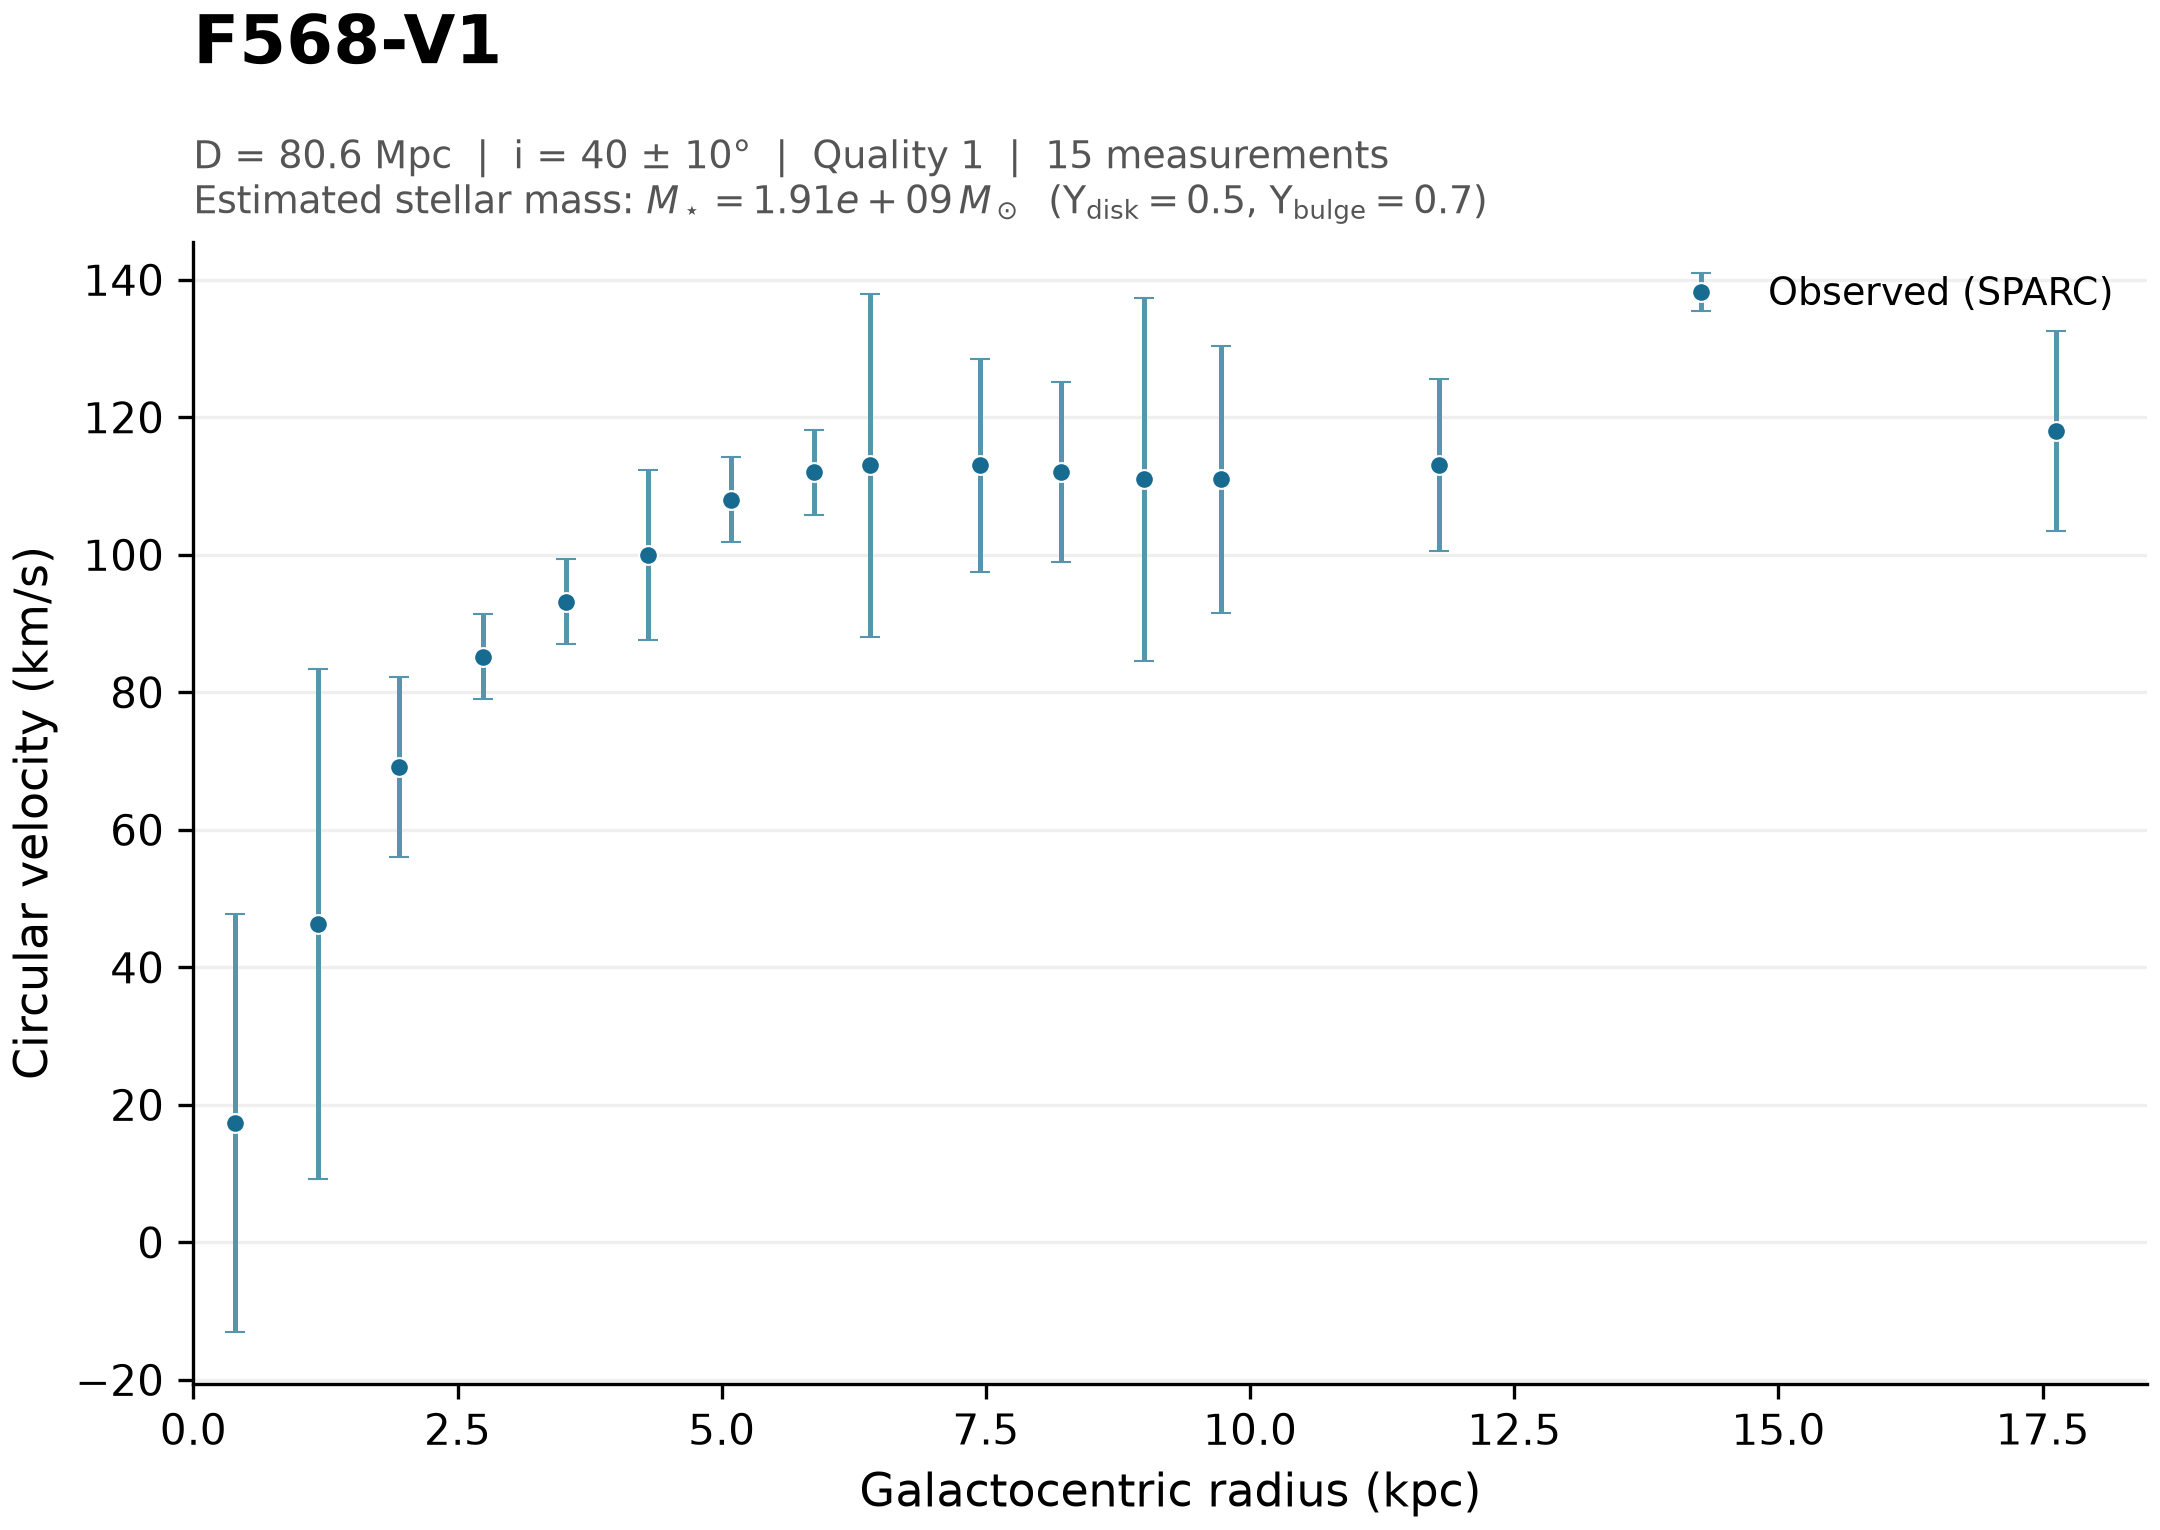 F568-V1
D = 80.6 Mpc | i = 40 ± 10° | Quality 1 | 15 measurements
Estimated stellar mass: M⋆ = 1.91e + 09 M⊙ (Υdisk = 0.5, Υbulge = 0.7)
Observed (SPARC)
Circular velocity (km/s)
140
120
100
80
60
40
20
0
−20
0.0 2.5 5.0 7.5 10.0 12.5 15.0 17.5
Galactocentric radius (kpc)